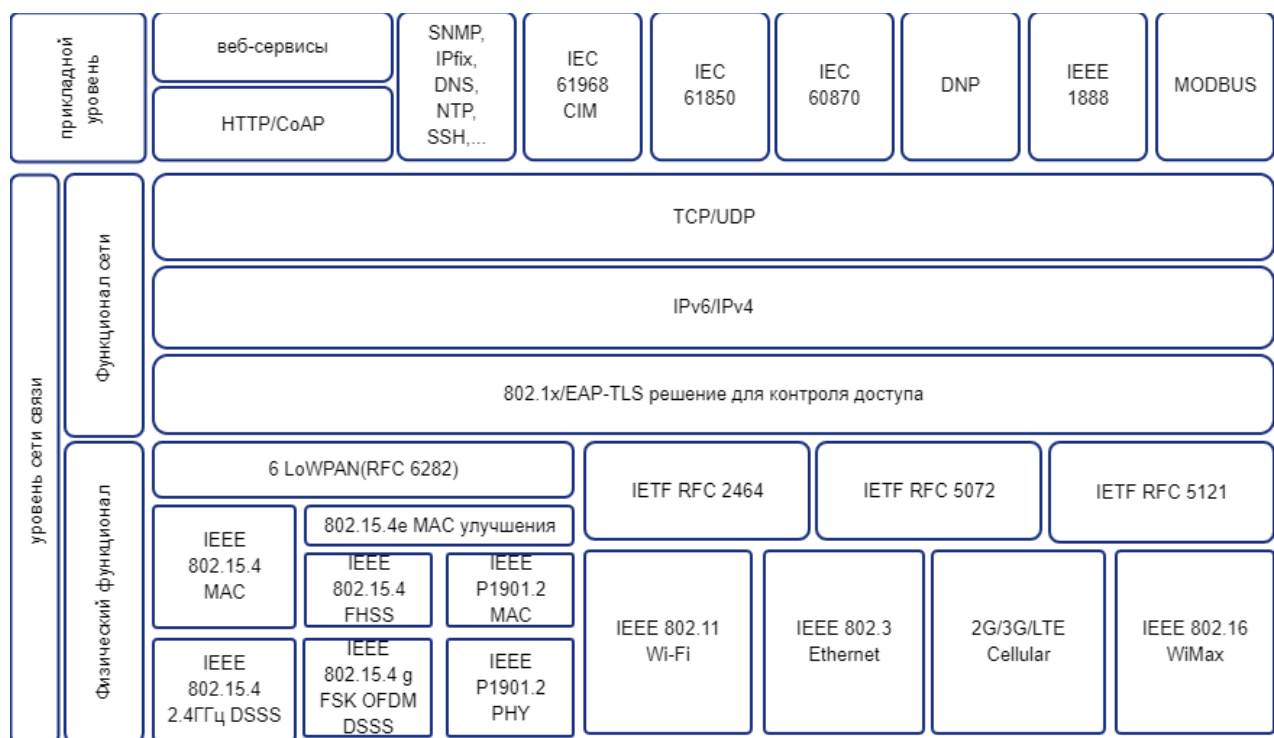 прикладной
уровень
веб-сервисы
HTTP/CoAP
SNMP,
IPfix,
DNS,
NTP,
SSH,...
IEC
61968
CIM
IEC
61850
IEC
60870
DNP
IEEE
1888
MODBUS
уровень сети связи
Функционал сети
TCP/UDP
IPv6/IPv4
802.1x/EAP-TLS решение для контроля доступа
Физический функционал
6 LoWPAN(RFC 6282)
IETF RFC 2464
IETF RFC 5072
IETF RFC 5121
IEEE
802.15.4
MAC
802.15.4e MAC улучшения
IEEE
802.15.4
FHSS
IEEE
P1901.2
MAC
IEEE
802.15.4
2.4ГГц DSSS
IEEE
802.15.4 g
FSK OFDM
DSSS
IEEE
P1901.2
PHY
IEEE 802.11
Wi-Fi
IEEE 802.3
Ethernet
2G/3G/LTE
Cellular
IEEE 802.16
WiMax